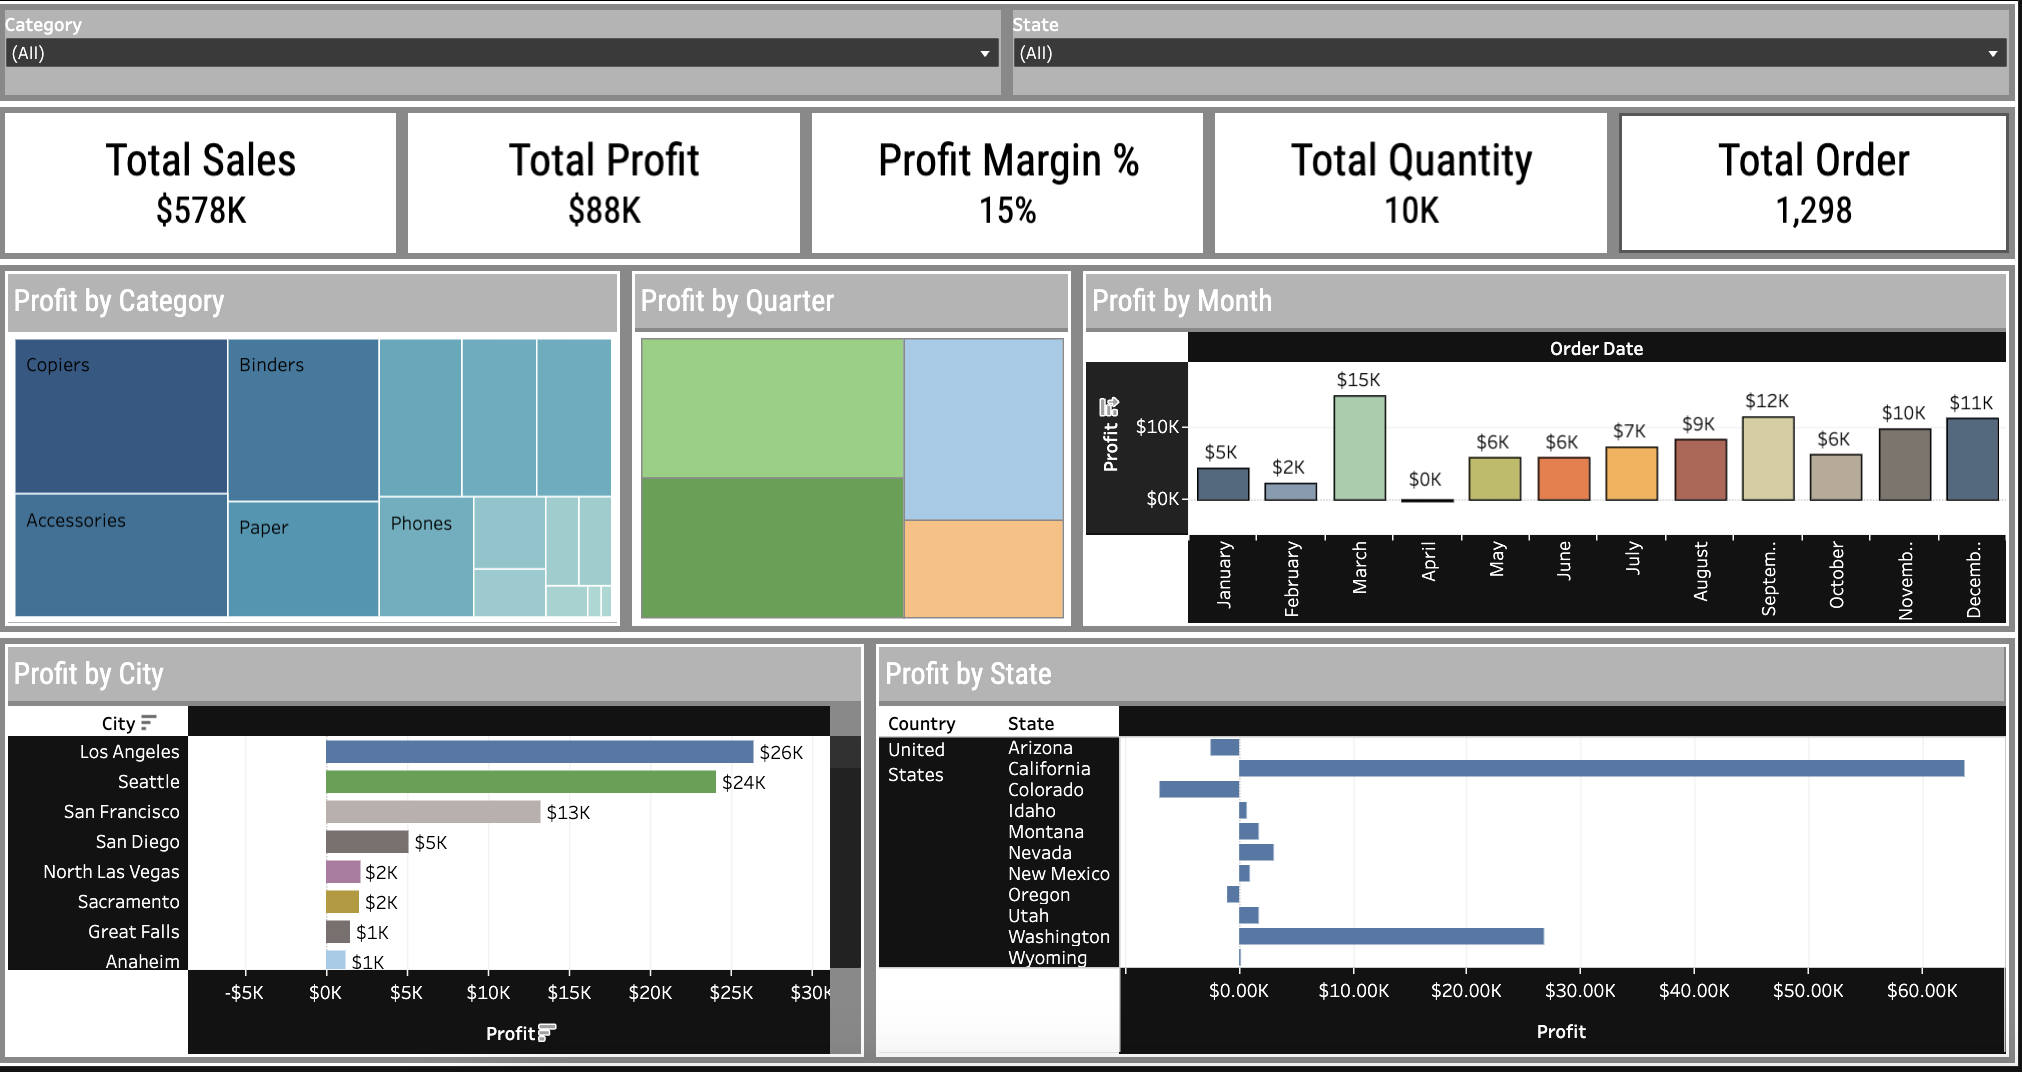 Category
State
(All)
(All)
Total Sales
$578K
Total Profit
$88K
Profit Margin %
15%
Total Quantity
10K
Total Order
1,298
Profit by Category
Copiers
Binders
Accessories
Paper
Phones
Profit by Quarter
Profit by Month
Order Date
Profit
$10K
$0K
$5K
$2K
$15K
$0K
$6K
$6K
$7K
$9K
$12K
$6K
$10K
$11K
January
February
March
April
May
June
July
August
Septem..
October
Novemb..
Decemb..
Profit by City
City
Los Angeles $26K
Seattle $24K
San Francisco $13K
San Diego $5K
North Las Vegas $2K
Sacramento $2K
Great Falls $1K
Anaheim $1K
-$5K $0K $5K $10K $15K $20K $25K $30K
Profit
Profit by State
Country State
United
States
Arizona
California
Colorado
Idaho
Montana
Nevada
New Mexico
Oregon
Utah
Washington
Wyoming
$0.00K $10.00K $20.00K $30.00K $40.00K $50.00K $60.00K
Profit